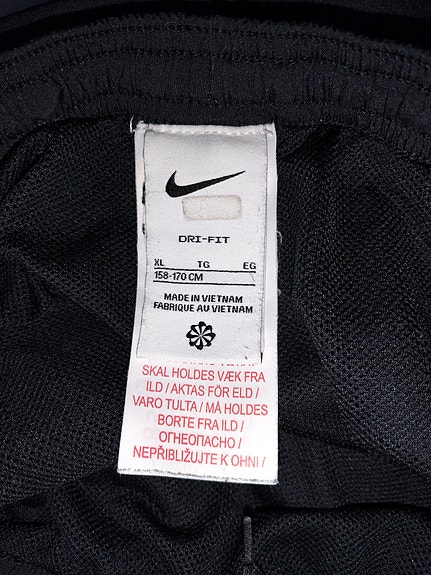 DRI-FIT
XL TG EG
158-170 CM
MADE IN VIETNAM
FABRIQUE AU VIETNAM
SKAL HOLDES VÆK FRA
ILD / AKTAS FÖR ELD /
VARO TULTA / MÅ HOLDES
BORTE FRA ILD /
ОГНЕОПАСНО /
NEPŘIBLIŽUJTE K OHNI /